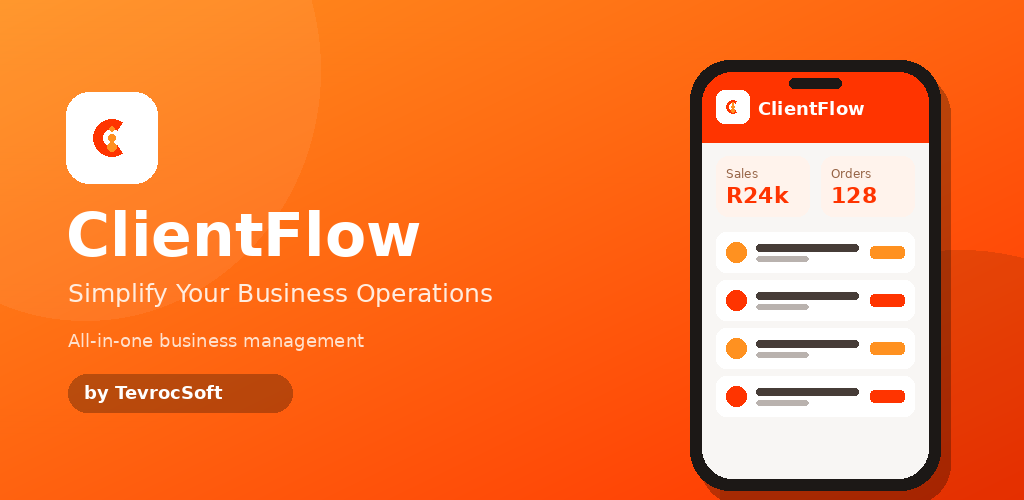 ClientFlow
Simplify Your Business Operations
All-in-one business management
by TevrocSoft
ClientFlow
Sales
R24k
Orders
128